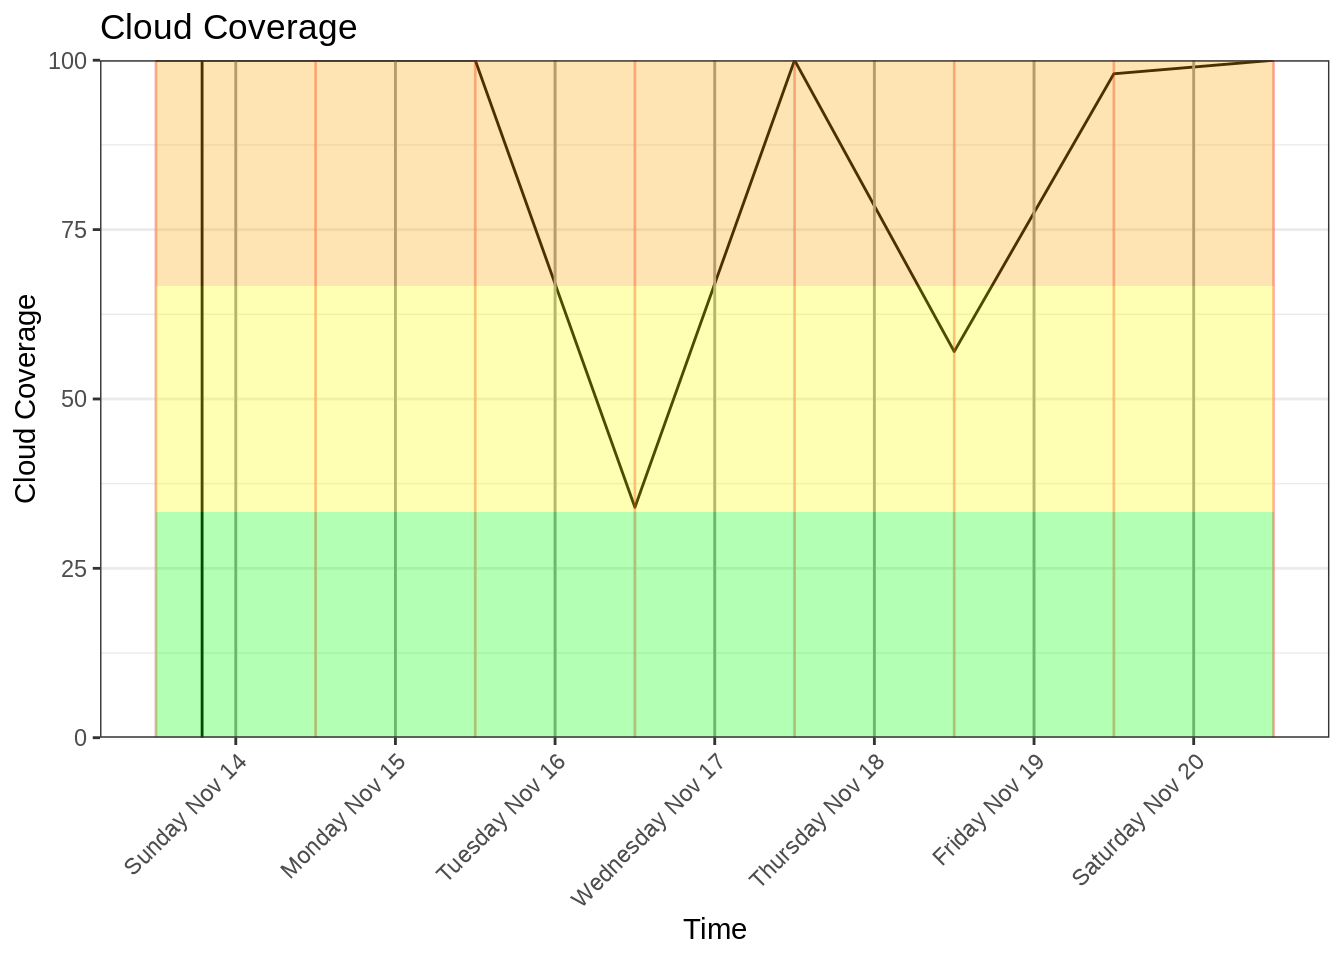 Cloud Coverage
Cloud Coverage
100
75
50
25
0
Sunday Nov 14
Monday Nov 15
Tuesday Nov 16
Wednesday Nov 17
Thursday Nov 18
Friday Nov 19
Saturday Nov 20
Time